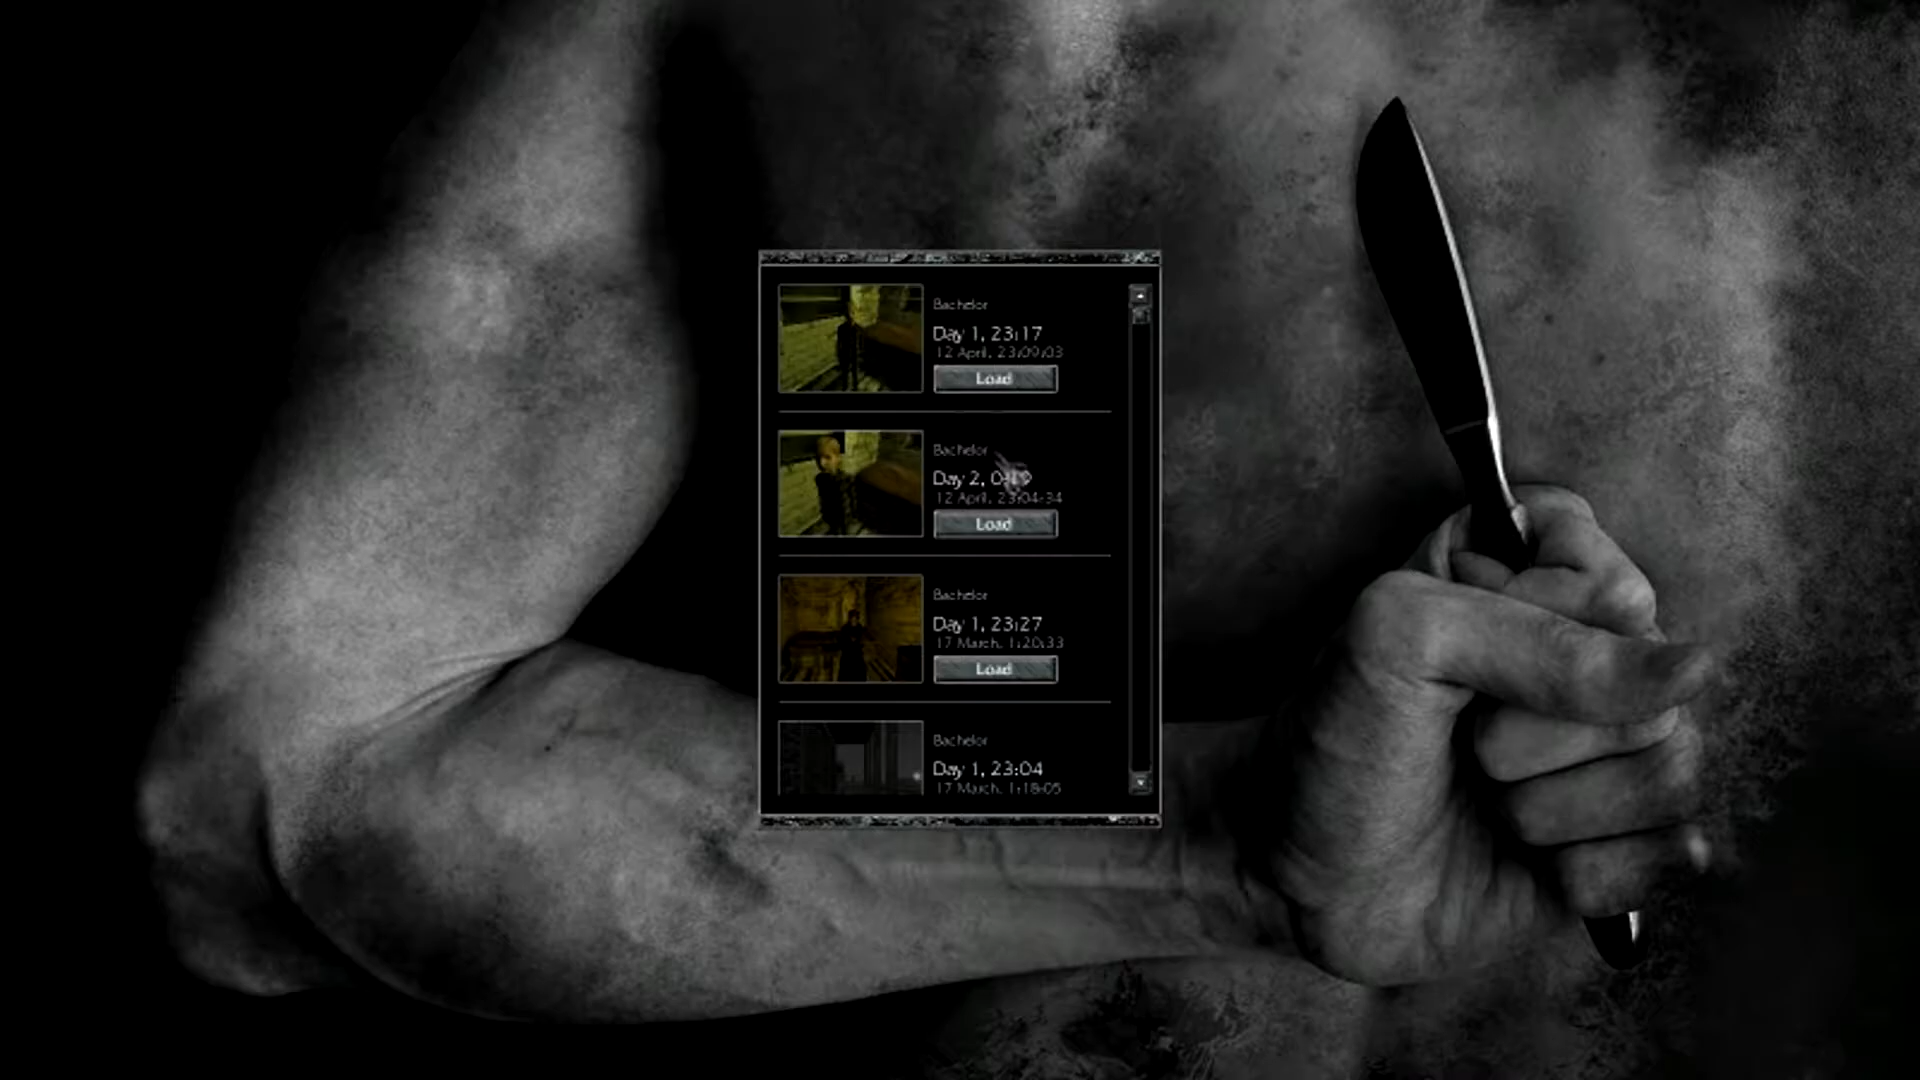 Bachelor
Day 1, 23:17
12 April, 23:09:03
Load
Bachelor
Day 2,
12 April, 23:04:34
Load
Bachelor
Day 1, 23:27
17 March, 1:20:33
Load
Bachelor
Day 1, 23:04
17 March, 1:18:05